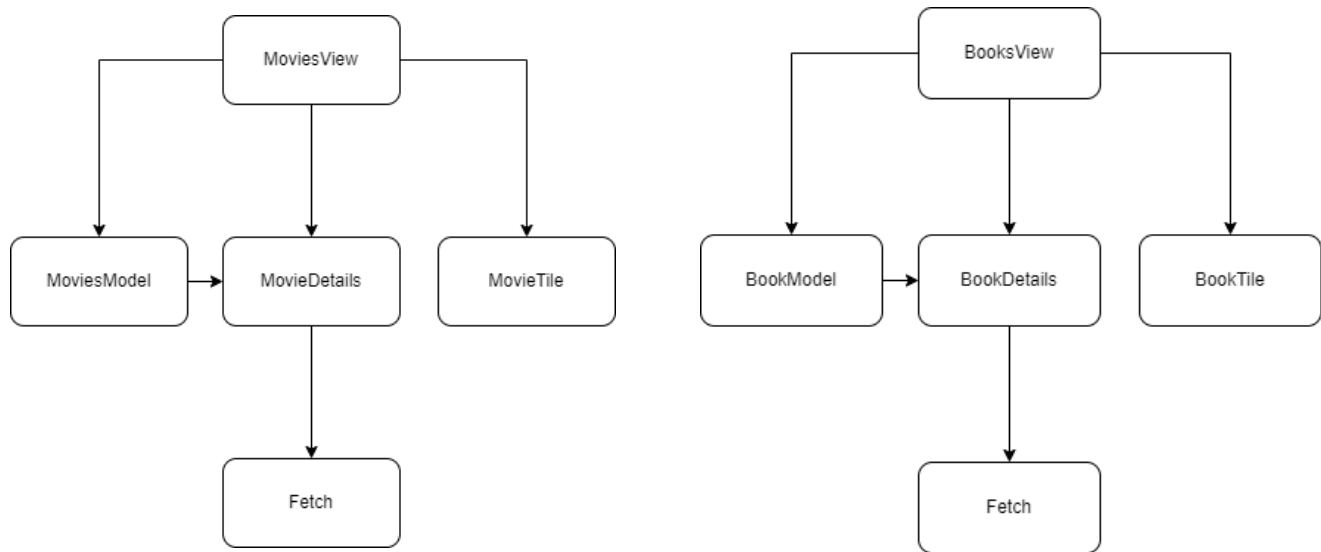 MoviesView
BooksView
MoviesModel
MovieDetails
MovieTile
BookModel
BookDetails
BookTile
Fetch
Fetch